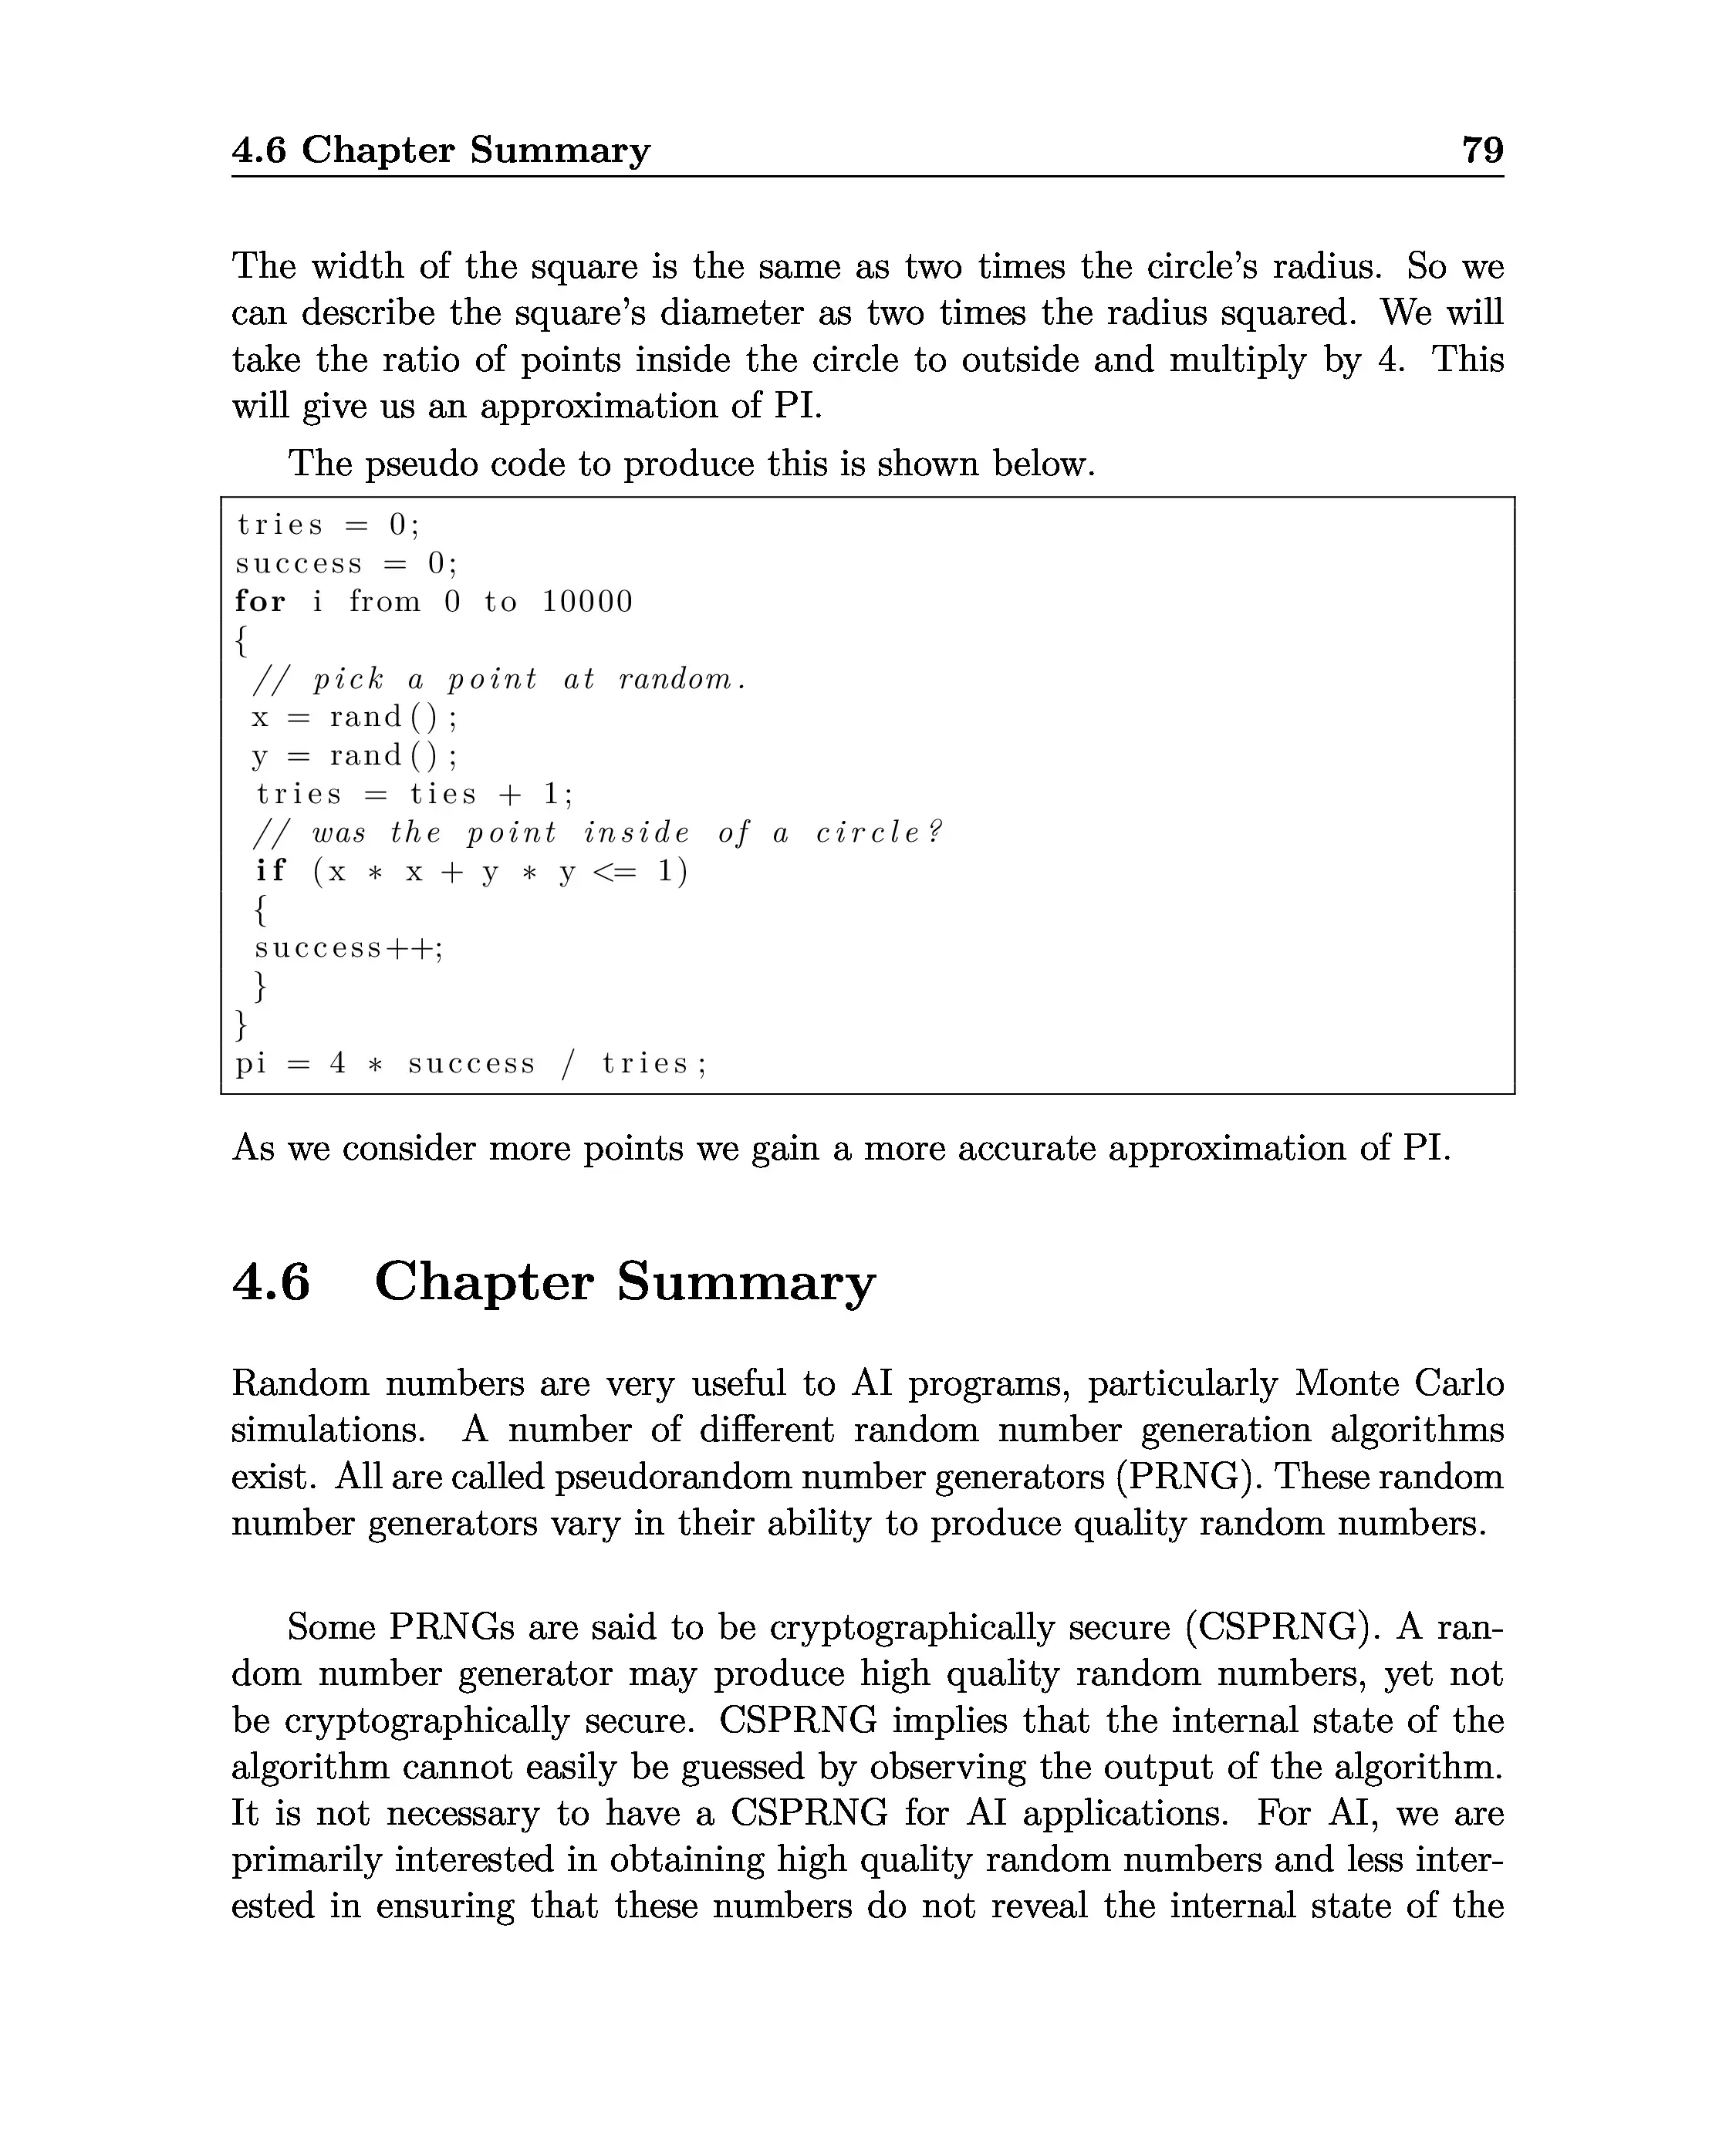 4.6 Chapter Summary 79
The width of the square is the same as two times the circle's radius. So we
can describe the square's diameter as two times the radius squared. We will
take the ratio of points inside the circle to outside and multiply by 4. This
will give us an approximation of PI.
The pseudo code to produce this is shown below.
tries = 0;
success = 0;
for i from 0 to 10000
{
// pick a point at random.
x = rand();
y = rand();
tries = ties + 1;
// was the point inside of a circle?
if (x * x + y * y <= 1)
{
success++;
}
}
pi = 4 * success / tries;
As we consider more points we gain a more accurate approximation of PI.
4.6 Chapter Summary
Random numbers are very useful to AI programs, particularly Monte Carlo
simulations. A number of different random number generation algorithms
exist. All are called pseudorandom number generators (PRNG). These random
number generators vary in their ability to produce quality random numbers.
Some PRNGs are said to be cryptographically secure (CSPRNG). A ran-
dom number generator may produce high quality random numbers, yet not
be cryptographically secure. CSPRNG implies that the internal state of the
algorithm cannot easily be guessed by observing the output of the algorithm.
It is not necessary to have a CSPRNG for AI applications. For AI, we are
primarily interested in obtaining high quality random numbers and less inter-
ested in ensuring that these numbers do not reveal the internal state of the